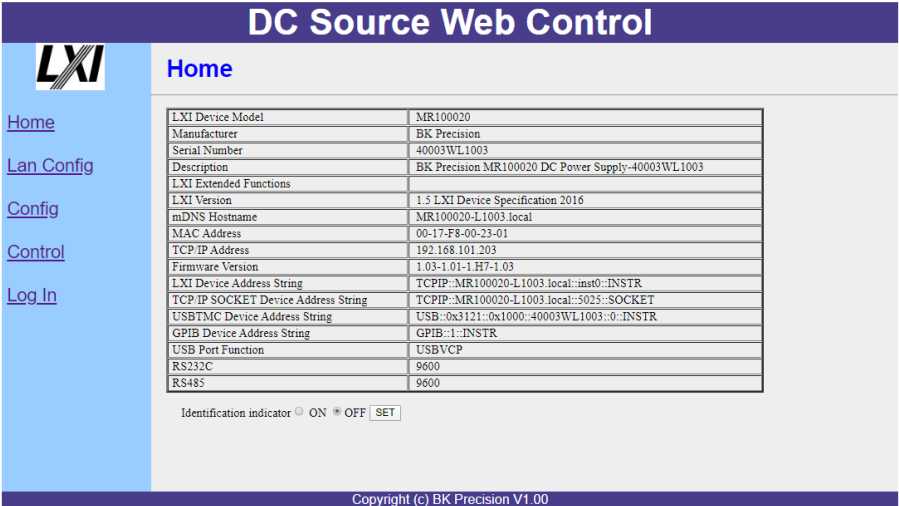 DC Source Web Control
LXI
Home
Home
Lan Config
Config
Control
Log In
LXI Device Model MR100020
Manufacturer BK Precision
Serial Number 40003WL1003
Description BK Precision MR100020 DC Power Supply-40003WL1003
LXI Extended Functions
LXI Version 1.5 LXI Device Specification 2016
mDNS Hostname MR100020-L1003.local
MAC Address 00-17-F8-00-23-01
TCP/IP Address 192.168.101.203
Firmware Version 1.03-1.01-1.H7-1.03
LXI Device Address String TCPIP::MR100020-L1003.local::inst0::INSTR
TCP/IP SOCKET Device Address String TCPIP::MR100020-L1003.local::5025::SOCKET
USBTMC Device Address String USB::0x3121::0x1000::40003WL1003::0::INSTR
GPIB Device Address String GPIB::1::INSTR
USB Port Function USBVCP
RS232C 9600
RS485 9600
Identification indicator ON OFF SET
Copyright (c) BK Precision V1.00